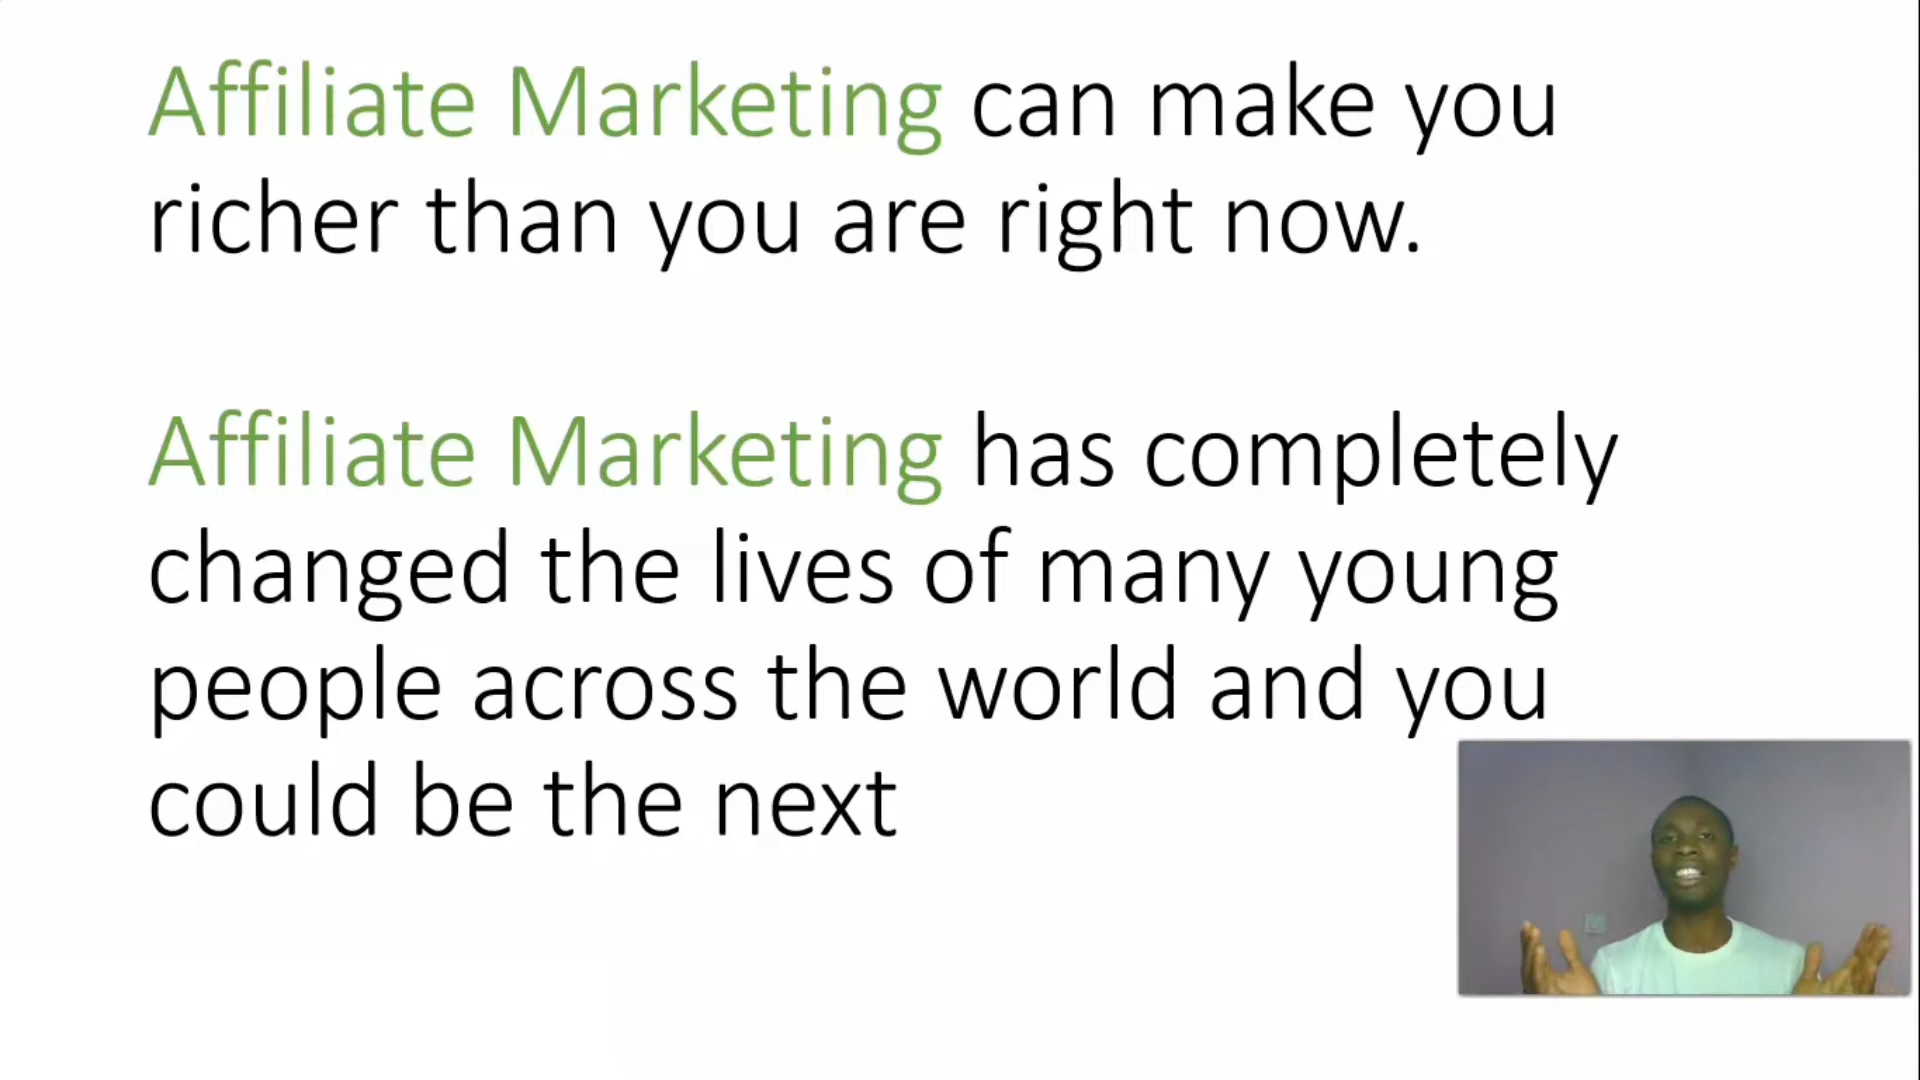 Affiliate Marketing can make you
richer than you are right now.
Affiliate Marketing has completely
changed the lives of many young
people across the world and you
could be the next